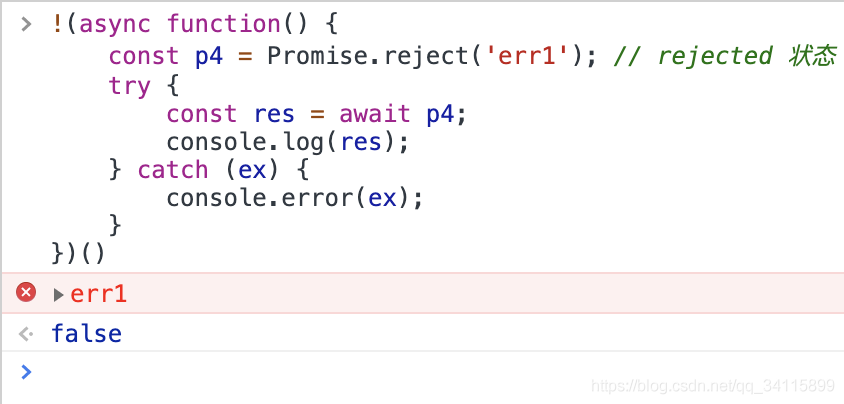 !(async function() {
    const p4 = Promise.reject('err1'); // rejected 状态
    try {
        const res = await p4;
        console.log(res);
    } catch (ex) {
        console.error(ex);
    }
})()
err1
false
https://blog.csdn.net/qq_34115899